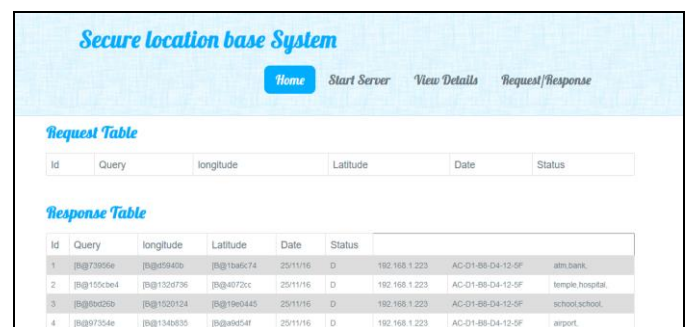 Secure location base System
Home Start Server View Details Request/Response
Request Table
Id Query longitude Latitude Date Status
Response Table
Id Query longitude Latitude Date Status
1 [B@73956e [B@d5940b [B@1ba6c74 25/11/16 D 192.168.1.223 AC-D1-B8-D4-12-5F atm,bank,
2 [B@155cbe4 [B@132d736 [B@4072cc 25/11/16 D 192.168.1.223 AC-D1-B8-D4-12-5F temple,hospital,
3 [B@8bd26b [B@1520124 [B@19e0445 25/11/16 D 192.168.1.223 AC-D1-B8-D4-12-5F school,school,
4 [B@97354e [B@134b835 [B@a9d54f 25/11/16 D 192.168.1.223 AC-D1-B8-D4-12-5F airport,